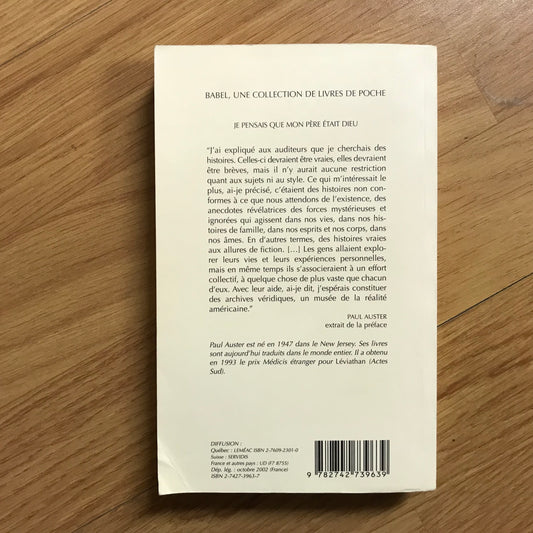 BABEL, UNE COLLECTION DE LIVRES DE POCHE
JE PENSAIS QUE MON PÈRE ÉTAIT DIEU
“J’ai expliqué aux auditeurs que je cherchais des
histoires. Celles-ci devraient être vraies, elles devraient
être brèves, mais il n’y aurait aucune restriction
quant aux sujets ni au style. Ce qui m’intéressait le
plus, ai-je précisé, c’étaient des histoires non con-
formes à ce que nous attendons de l’existence, des
anecdotes révélatrices des forces mystérieuses et
ignorées qui agissent dans nos vies, dans nos his-
toires de famille, dans nos esprits et nos corps, dans
nos âmes. En d’autres termes, des histoires vraies
aux allures de fiction. […] Les gens allaient explo-
rer leurs vies et leurs expériences personnelles,
mais en même temps ils s’associeraient à un effort
collectif, à quelque chose de plus vaste que chacun
d’eux. Avec leur aide, ai-je dit, j’espérais constituer
des archives véridiques, un musée de la réalité
américaine.”
PAUL AUSTER
extrait de la préface
Paul Auster est né en 1947 dans le New Jersey. Ses livres
sont aujourd’hui traduits dans le monde entier. Il a obtenu
en 1993 le prix Médicis étranger pour Léviathan (Actes
Sud).
DIFFUSION :
Québec : LEMÉAC ISBN 2-7609-2301-0
Suisse : SERVIDIS
France et autres pays : UD (F7 8755)
Dép. lég. : octobre 2002 (France)
ISBN 2-7427-3963-7
9 782742 739639